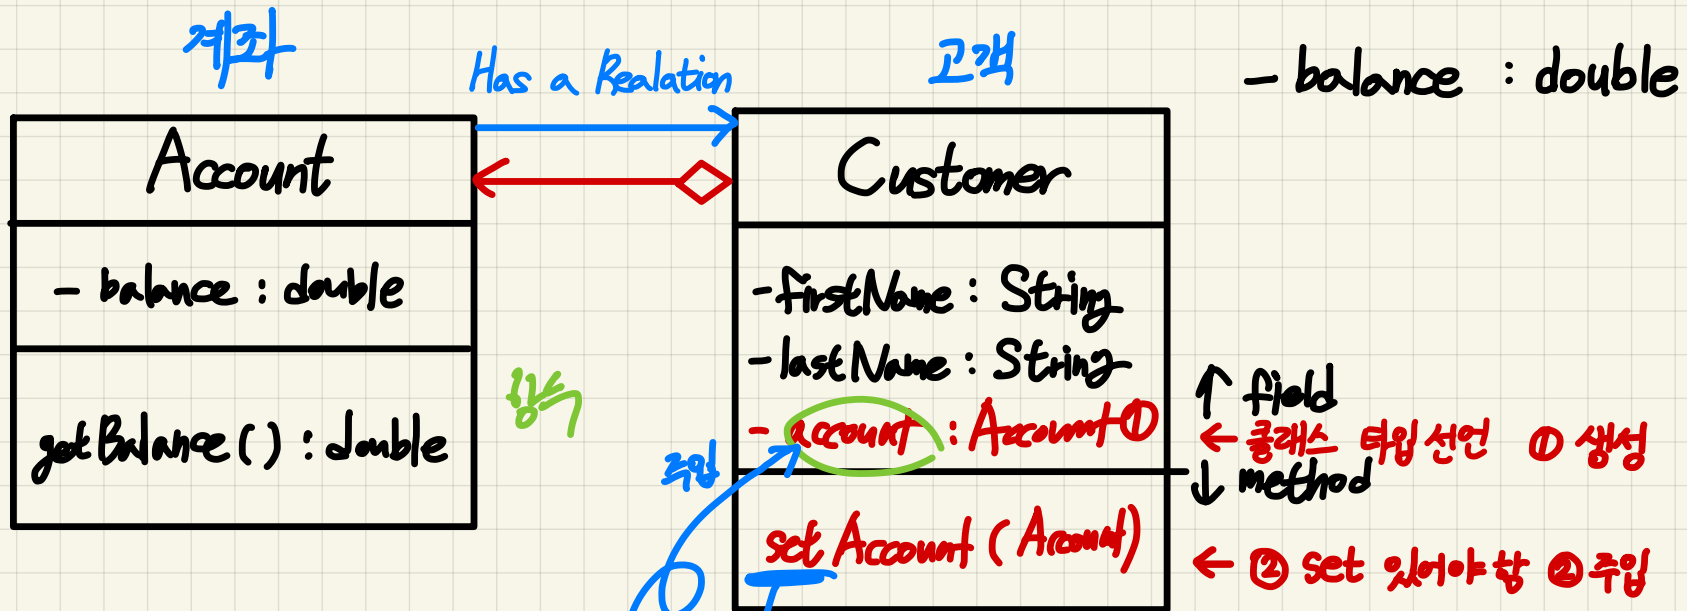 계좌
Has a Realation
고객
- balance : double
Account
Customer
- balance : double
- firstName : String
- lastName : String
- account : Account ①
getBalance() : double
↑ field
← 클래스 타입 선언 ① 생성
↓ method
주입
setAccount(Account)
← ② set 있어야 함 ② 주입